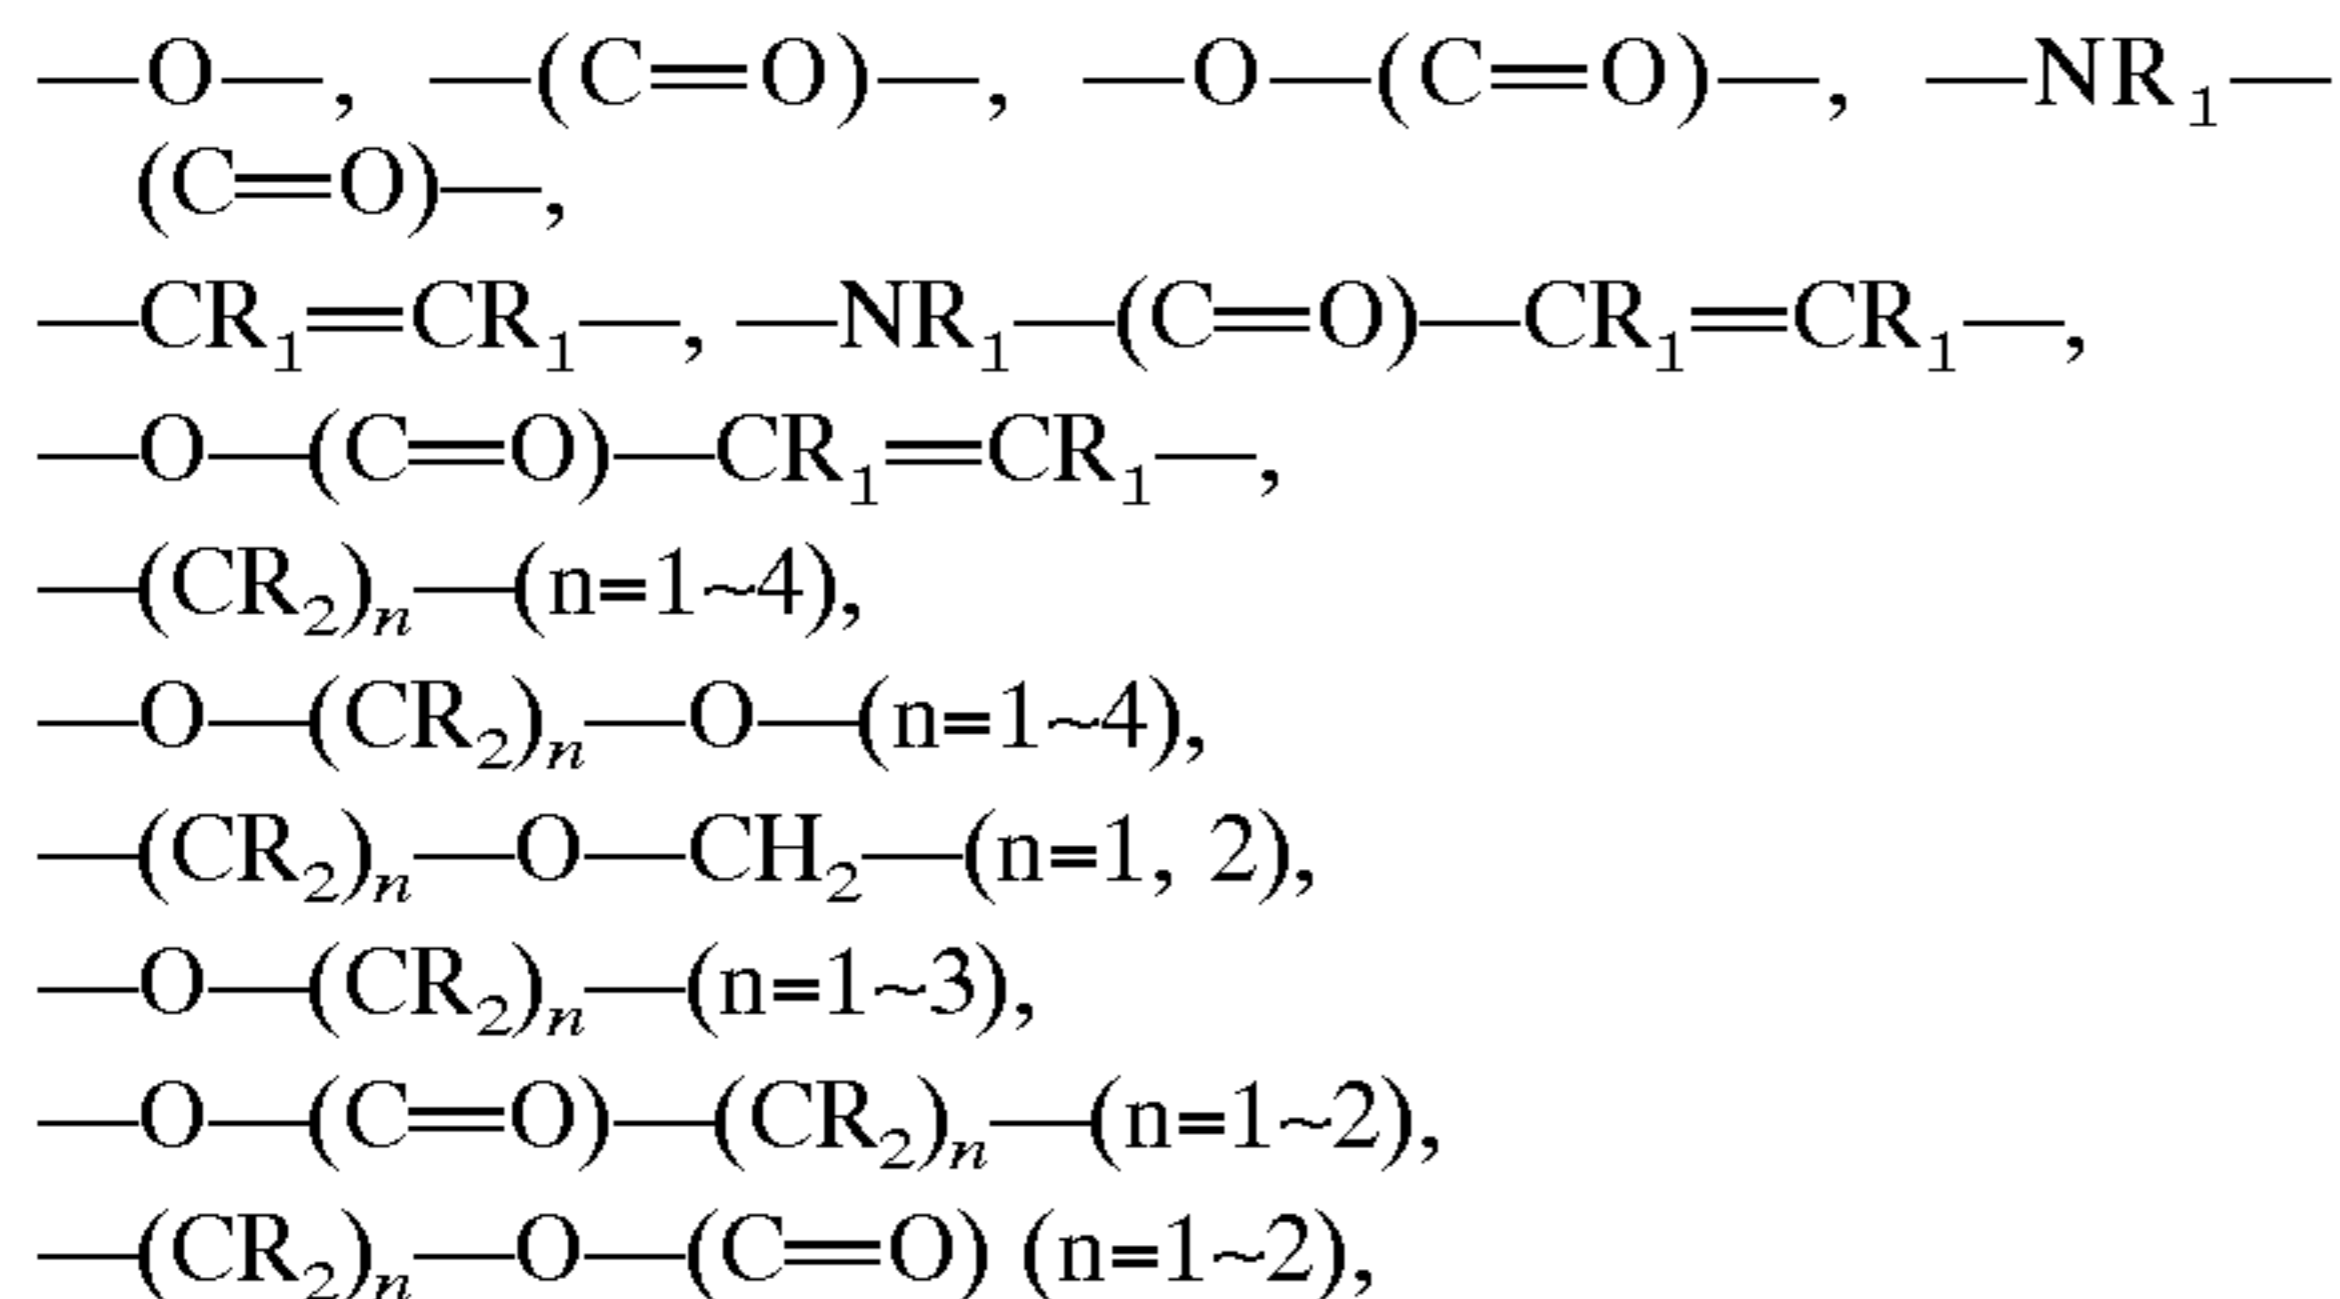 —O—, —(C=O)—, —O—(C=O)—, —NR₁—
(C=O)—,
—CR₁=CR₁—, —NR₁—(C=O)—CR₁=CR₁—,
—O—(C=O)—CR₁=CR₁—,
—(CR₂)ₙ—(n=1~4),
—O—(CR₂)ₙ—O—(n=1~4),
—(CR₂)ₙ—O—CH₂—(n=1, 2),
—O—(CR₂)ₙ—(n=1~3),
—O—(C=O)—(CR₂)ₙ—(n=1~2),
—(CR₂)ₙ—O—(C=O) (n=1~2),